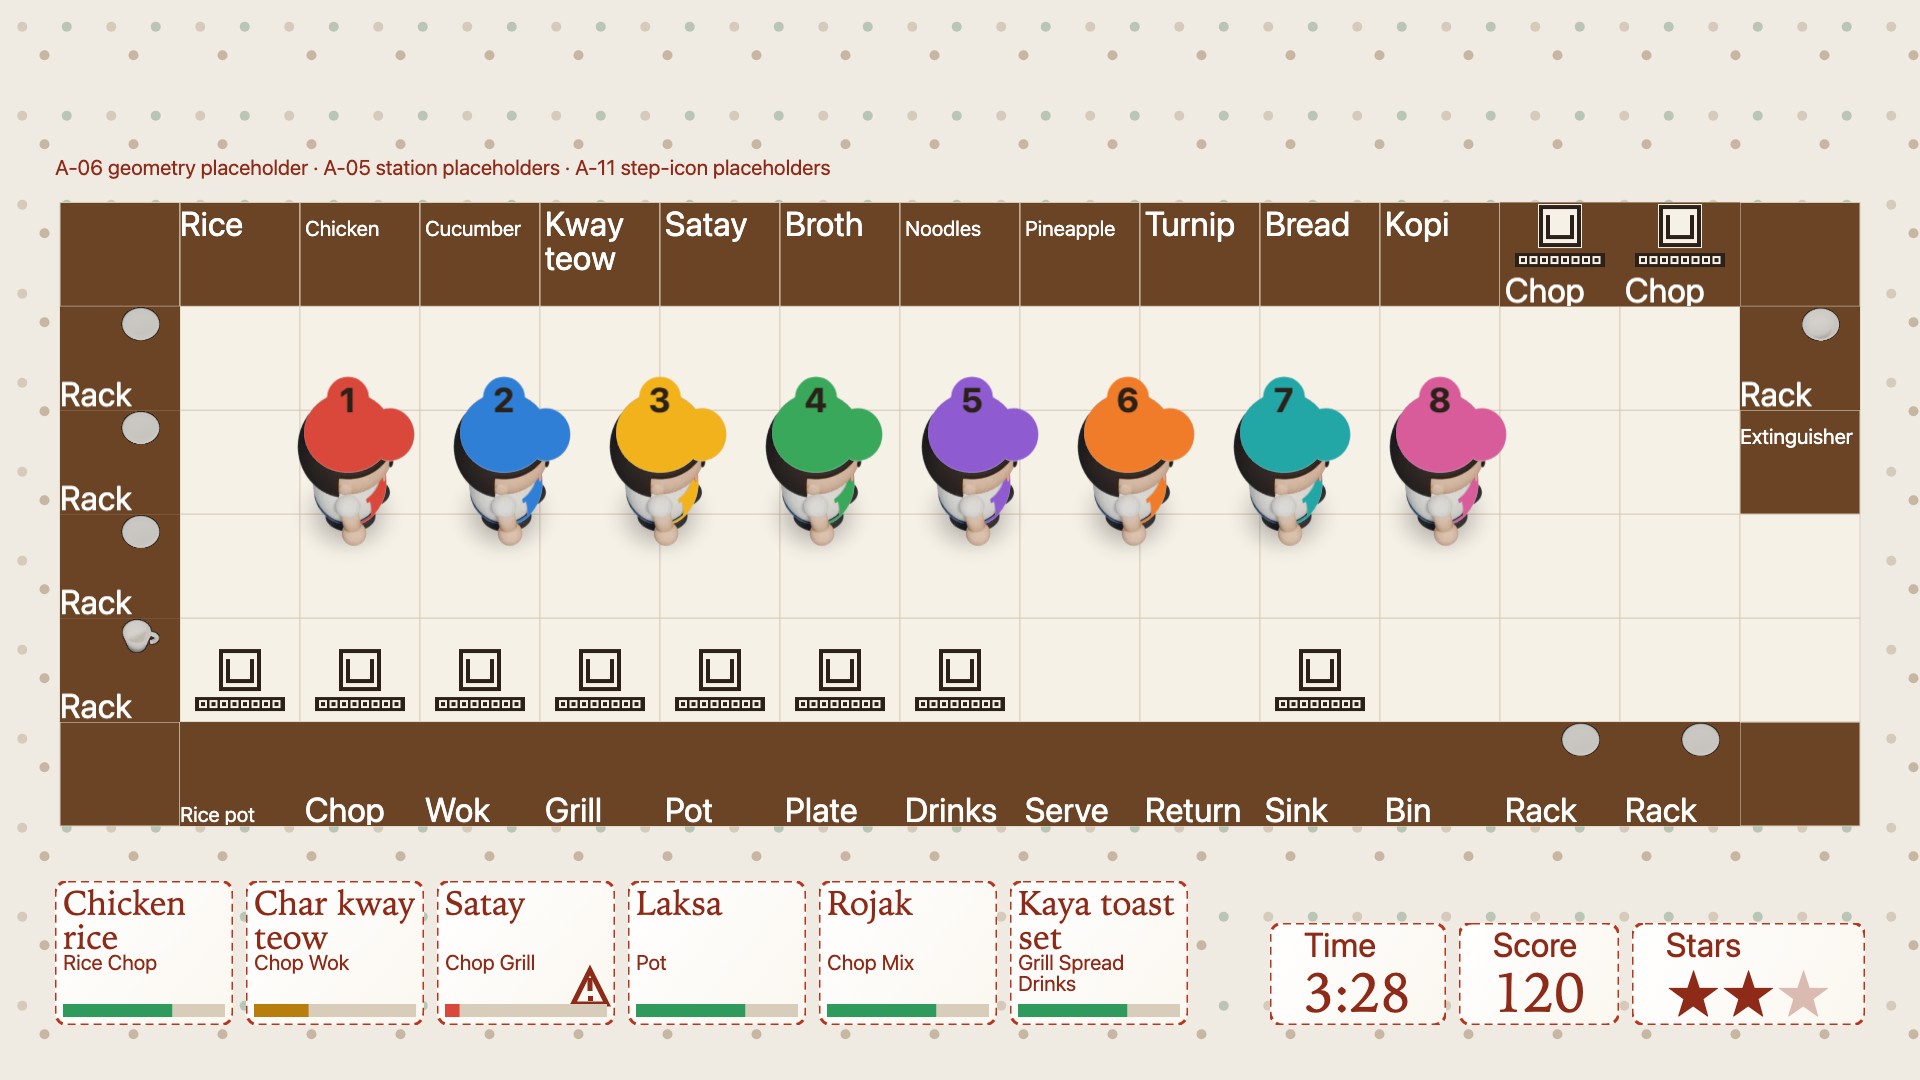 A-06 geometry placeholder · A-05 station placeholders · A-11 step-icon placeholders
Rice
Chicken
Cucumber
Kway
teow
Satay
Broth
Noodles
Pineapple
Turnip
Bread
Kopi
Chop
Chop
Rack
Rack
1
2
3
4
5
6
7
8
Extinguisher
Rack
Rack
Rack
Rice pot
Chop
Wok
Grill
Pot
Plate
Drinks
Serve
Return
Sink
Bin
Rack
Rack
Chicken
rice
Rice Chop
Char kway
teow
Chop Wok
Satay
Chop Grill
Laksa
Pot
Rojak
Chop Mix
Kaya toast
set
Grill Spread
Drinks
Time
3:28
Score
120
Stars